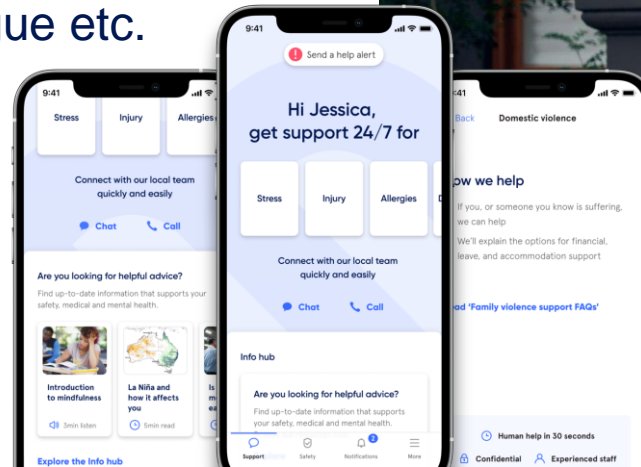 etc.
9:41
Stress
Injury
Allergies
Connect with our local team
quickly and easily
Chat
Call
Are you looking for helpful advice?
Find up-to-date information that supports your
safety, medical and mental health.
Introduction
to mindfulness
3min listen
La Niña and
how it affects
you
5min read
Explore the Info hub
9:41
Send a help alert
Hi Jessica,
get support 24/7 for
Stress
Injury
Allergies
Connect with our local team
quickly and easily
Chat
Call
Info hub
Are you looking for helpful advice?
Find up-to-date information that supports
your safety, medical and mental health.
Support
Safety
2
Notifications
More
:41
Back
Domestic violence
we help
If you, or someone you know is suffering,
we can help
We'll explain the options for financial,
leave, and accommodation support
'Family violence support FAQs'
Human help in 30 seconds
Confidential
Experienced staff